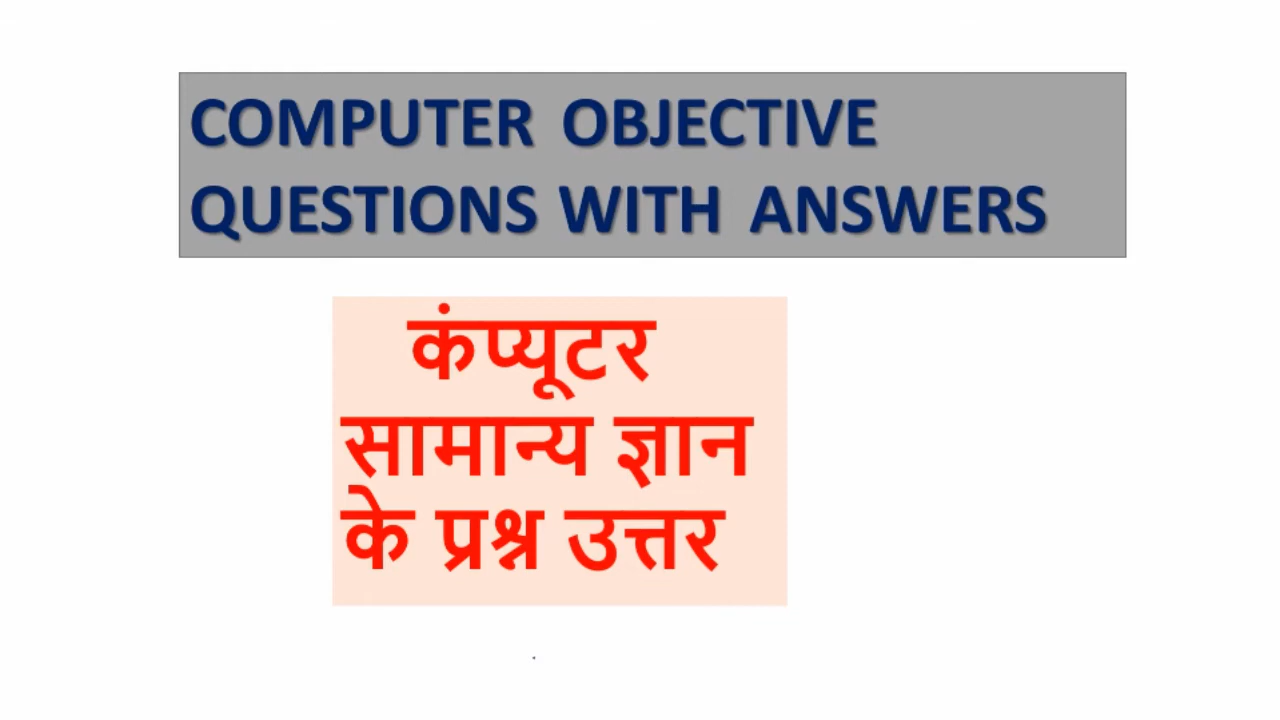 COMPUTER OBJECTIVE
QUESTIONS WITH ANSWERS
कंप्यूटर
सामान्य ज्ञान
के प्रश्न उत्तर